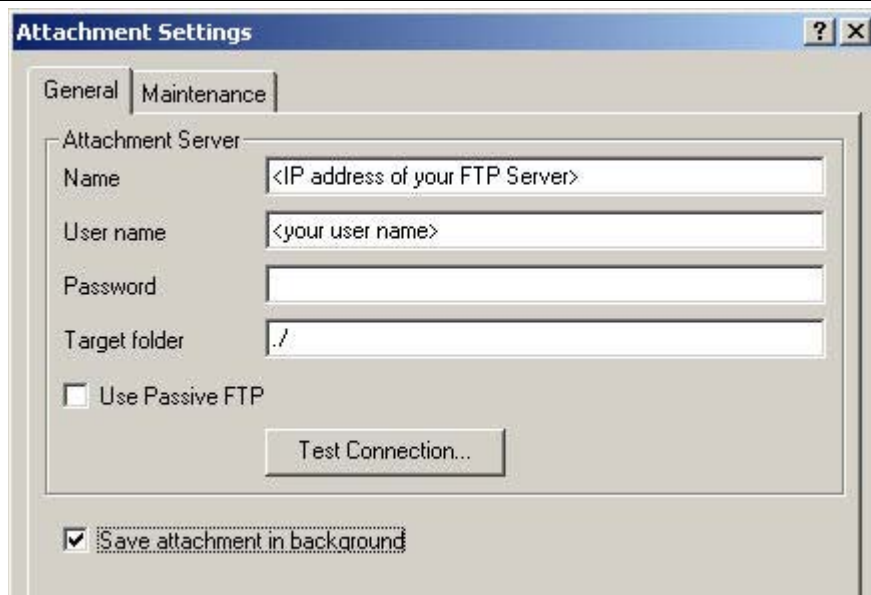 Attachment Settings
General Maintenance
Attachment Server
Name <IP address of your FTP Server>
User name <your user name>
Password
Target folder ./
Use Passive FTP
Test Connection...
Save attachment in background